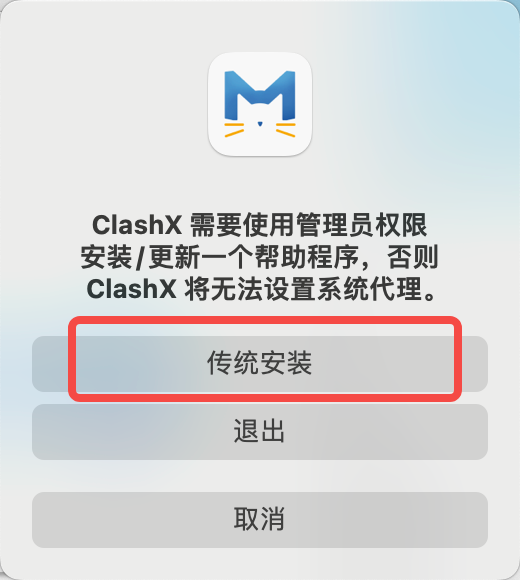 ClashX 需要使用管理员权限
安装/更新一个帮助程序，否则
ClashX 将无法设置系统代理。
传统安装
退出
取消